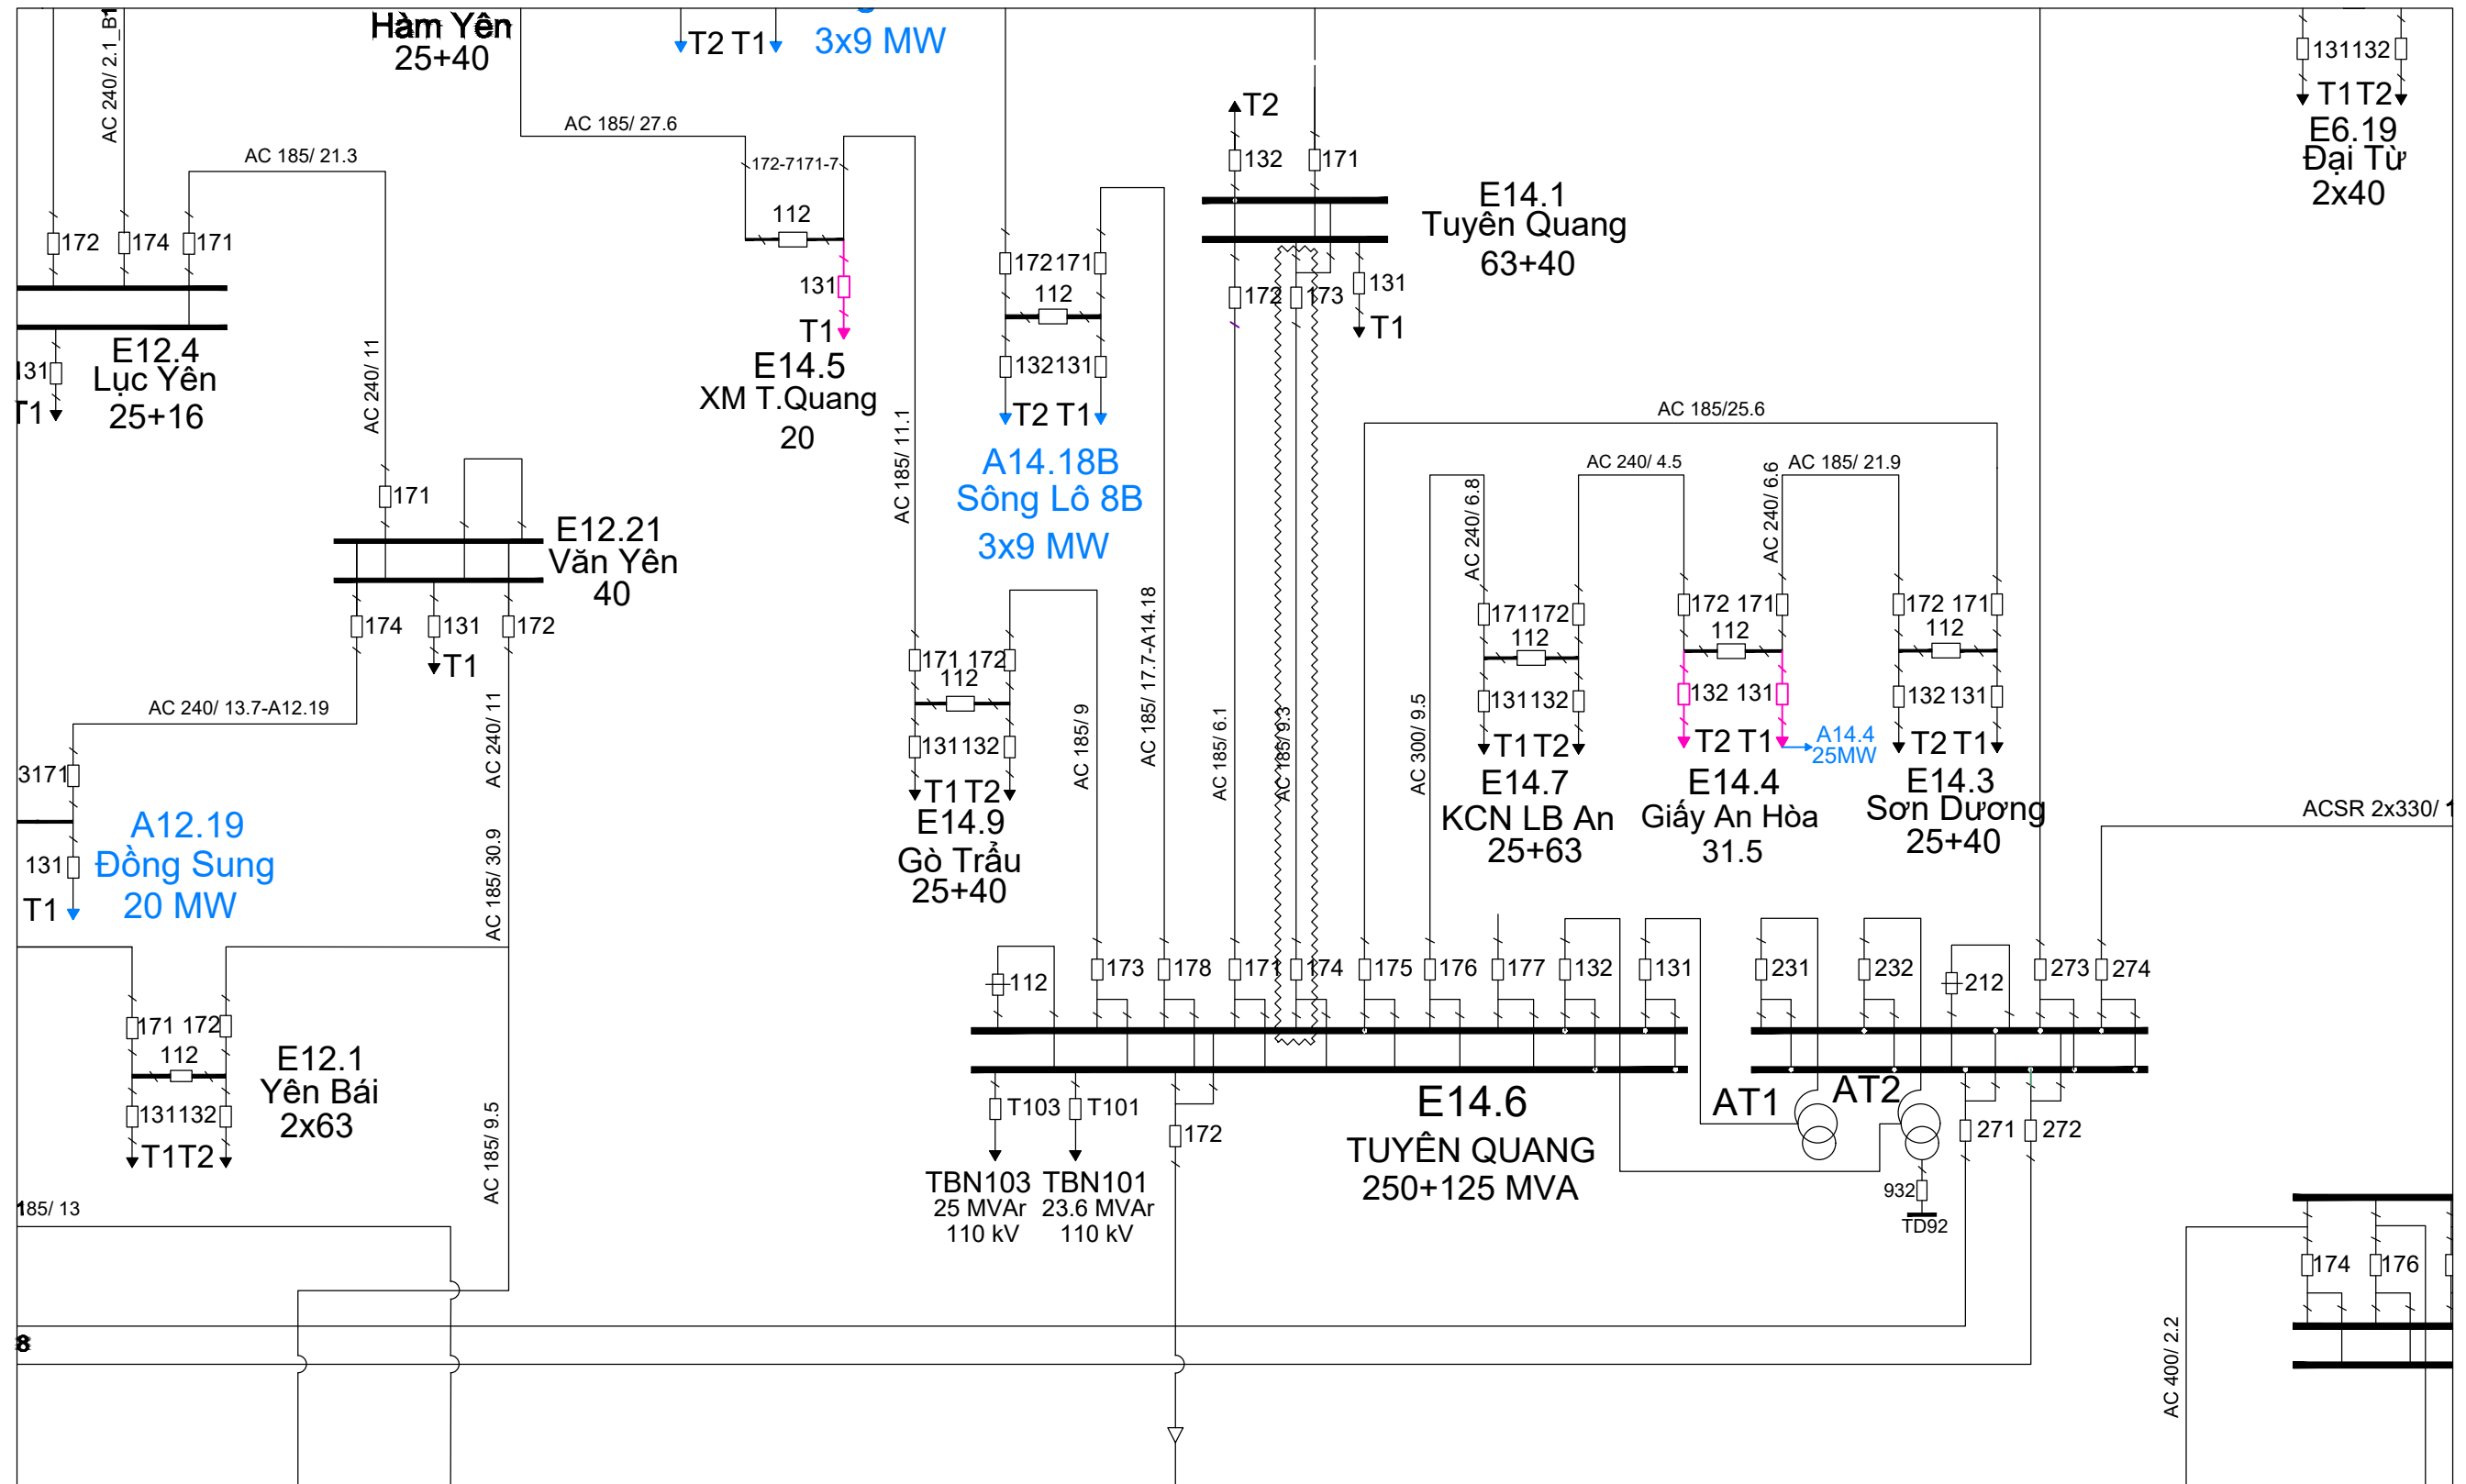 Hàm Yên
25+40
T2 T1
3x9 MW
AC 240/ 2.1_B
131 132
T1 T2
E6.19
Đại Từ
2x40
AC 185/ 27.6
AC 185/ 21.3
172-7 171-7
112
131
T1
E14.5
XM T.Quang
20
T2
132
171
E14.1
Tuyên Quang
63+40
172
173
131
T1
172
174
171
E12.4
Lục Yên
25+16
131
T1
AC 240/ 11
172 171
112
132 131
T2 T1
A14.18B
Sông Lô 8B
3x9 MW
AC 185/ 11.1
AC 185/25.6
AC 240/ 4.5
AC 185/ 21.9
AC 240/ 6.8
AC 240/ 6.6
171
E12.21
Văn Yên
40
174
131
172
T1
AC 240/ 13.7-A12.19
AC 240/ 11
171 172
112
131 132
T1 T2
E14.9
Gò Trẩu
25+40
AC 185/ 9
AC 185/ 17.7-A14.18
AC 185/ 6.1
AC 185/ 9.3
AC 300/ 9.5
171 172
112
131 132
T1 T2
E14.7
KCN LB An
25+63
172 171
112
132 131
T2 T1
A14.4
25MW
E14.4
Giấy An Hòa
31.5
172 171
112
132 131
T2 T1
E14.3
Sơn Dương
25+40
ACSR 2x330/ 1
3171
131
T1
A12.19
Đồng Sung
20 MW
AC 185/ 30.9
171 172
112
131 132
T1 T2
E12.1
Yên Bái
2x63
AC 185/ 9.5
185/ 13
8
112
173
178
171
174
175
176
177
132
131
231
232
212
273
274
T103
T101
172
TBN103
25 MVAr
110 kV
TBN101
23.6 MVAr
110 kV
E14.6
TUYÊN QUANG
250+125 MVA
AT1
AT2
932
TD92
271
272
174
176
AC 400/ 2.2